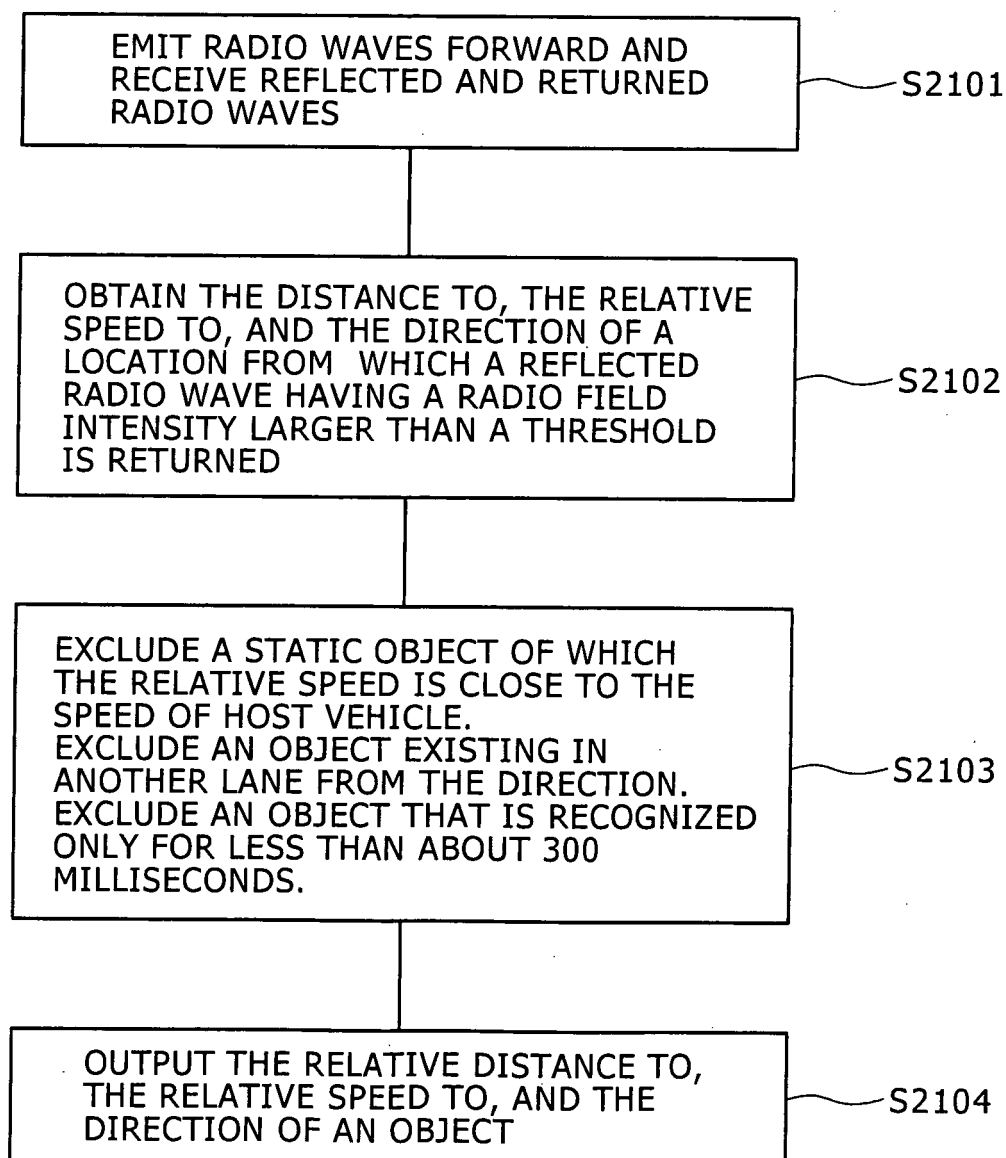 EMIT RADIO WAVES FORWARD AND
RECEIVE REFLECTED AND RETURNED
RADIO WAVES
S2101
OBTAIN THE DISTANCE TO, THE RELATIVE
SPEED TO, AND THE DIRECTION OF A
LOCATION FROM WHICH A REFLECTED
RADIO WAVE HAVING A RADIO FIELD
INTENSITY LARGER THAN A THRESHOLD
IS RETURNED
S2102
EXCLUDE A STATIC OBJECT OF WHICH
THE RELATIVE SPEED IS CLOSE TO THE
SPEED OF HOST VEHICLE.
EXCLUDE AN OBJECT EXISTING IN
ANOTHER LANE FROM THE DIRECTION.
EXCLUDE AN OBJECT THAT IS RECOGNIZED
ONLY FOR LESS THAN ABOUT 300
MILLISECONDS.
S2103
OUTPUT THE RELATIVE DISTANCE TO,
THE RELATIVE SPEED TO, AND THE
DIRECTION OF AN OBJECT
S2104